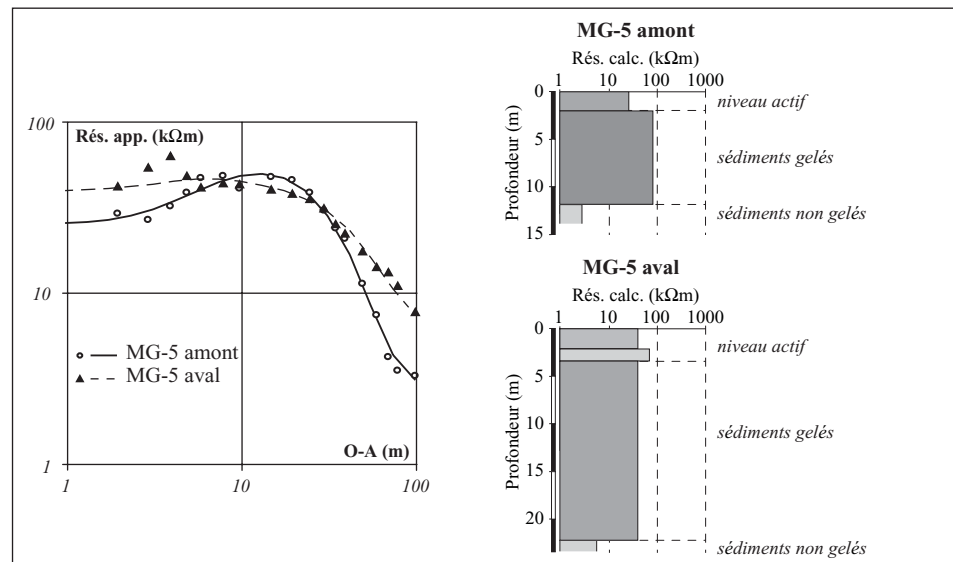 Rés. app. (kΩm)
100
10
1
MG-5 amont
MG-5 aval
O-A (m)
1
10
100
MG-5 amont
Rés. calc. (kΩm)
1
10
100
1000
Profondeur (m)
0
5
10
15
niveau actif
sédiments gelés
sédiments non gelés
MG-5 aval
Rés. calc. (kΩm)
1
10
100
1000
Profondeur (m)
0
5
10
15
20
niveau actif
sédiments gelés
sédiments non gelés